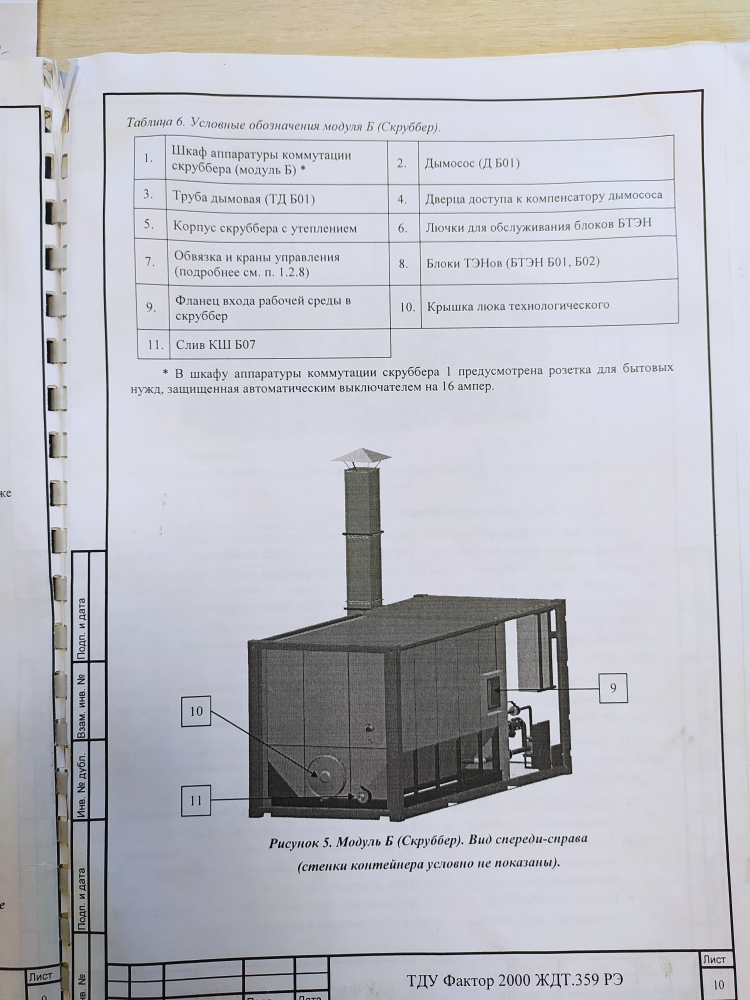 Таблица 6. Условные обозначения модуля Б (Скруббер).
1. Шкаф аппаратуры коммутации
скруббера (модуль Б) *
2. Дымосос (Д Б01)
3. Труба дымовая (ТД Б01)
4. Дверца доступа к компенсатору дымососа
5. Корпус скруббера с утеплением
6. Лючки для обслуживания блоков БТЭН
7. Обвязка и краны управления
(подробнее см. п. 1.2.8)
8. Блоки ТЭНов (БТЭН Б01, Б02)
9. Фланец входа рабочей среды в
скруббер
10. Крышка люка технологического
11. Слив КШ Б07
* В шкафу аппаратуры коммутации скруббера 1 предусмотрена розетка для бытовых
нужд, защищенная автоматическим выключателем на 16 ампер.
же
9
10
11
Рисунок 5. Модуль Б (Скруббер). Вид спереди-справа
(стенки контейнера условно не показаны).
Подп. и дата
Взам. инв. №
Инв. № дубл.
Подп. и дата
№
е
Лист
9
ТДУ Фактор 2000 ЖДТ.359 РЭ
Лист
10
Дата